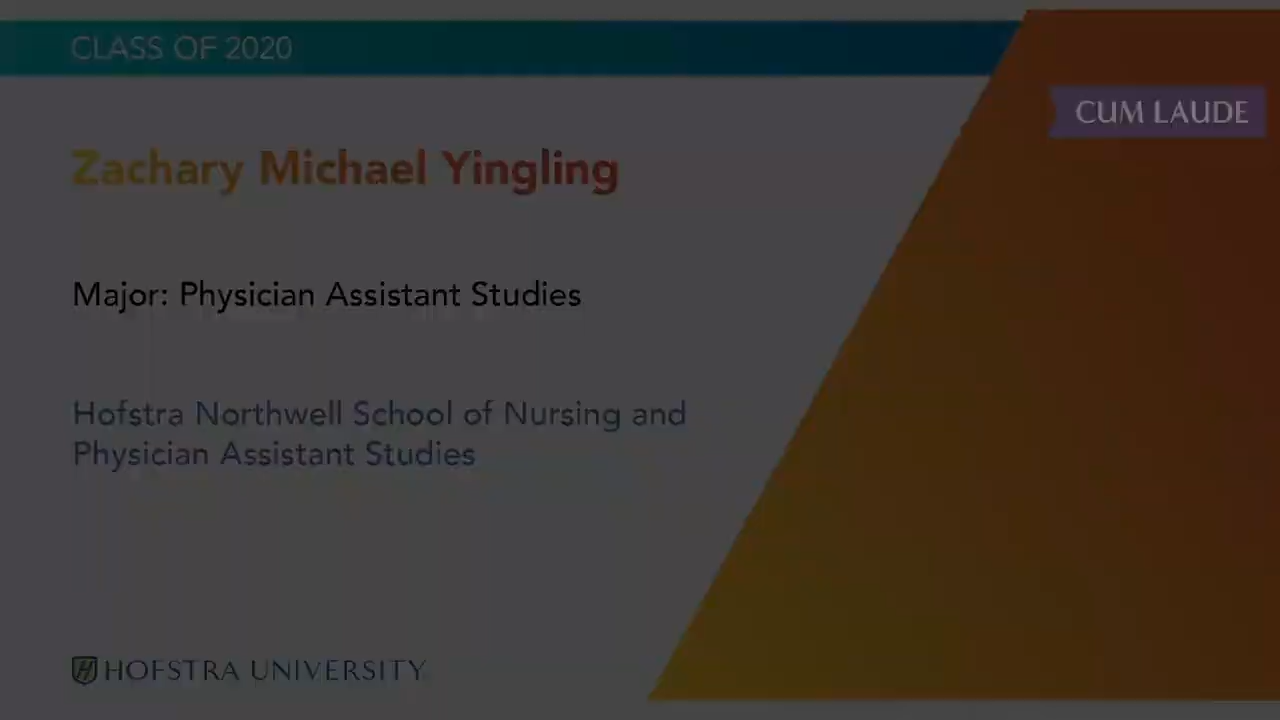 CLASS OF 2020
CUM LAUDE
Zachary Michael Yingling
Major: Physician Assistant Studies
Hofstra Northwell School of Nursing and
Physician Assistant Studies
H HOFSTRA UNIVERSITY